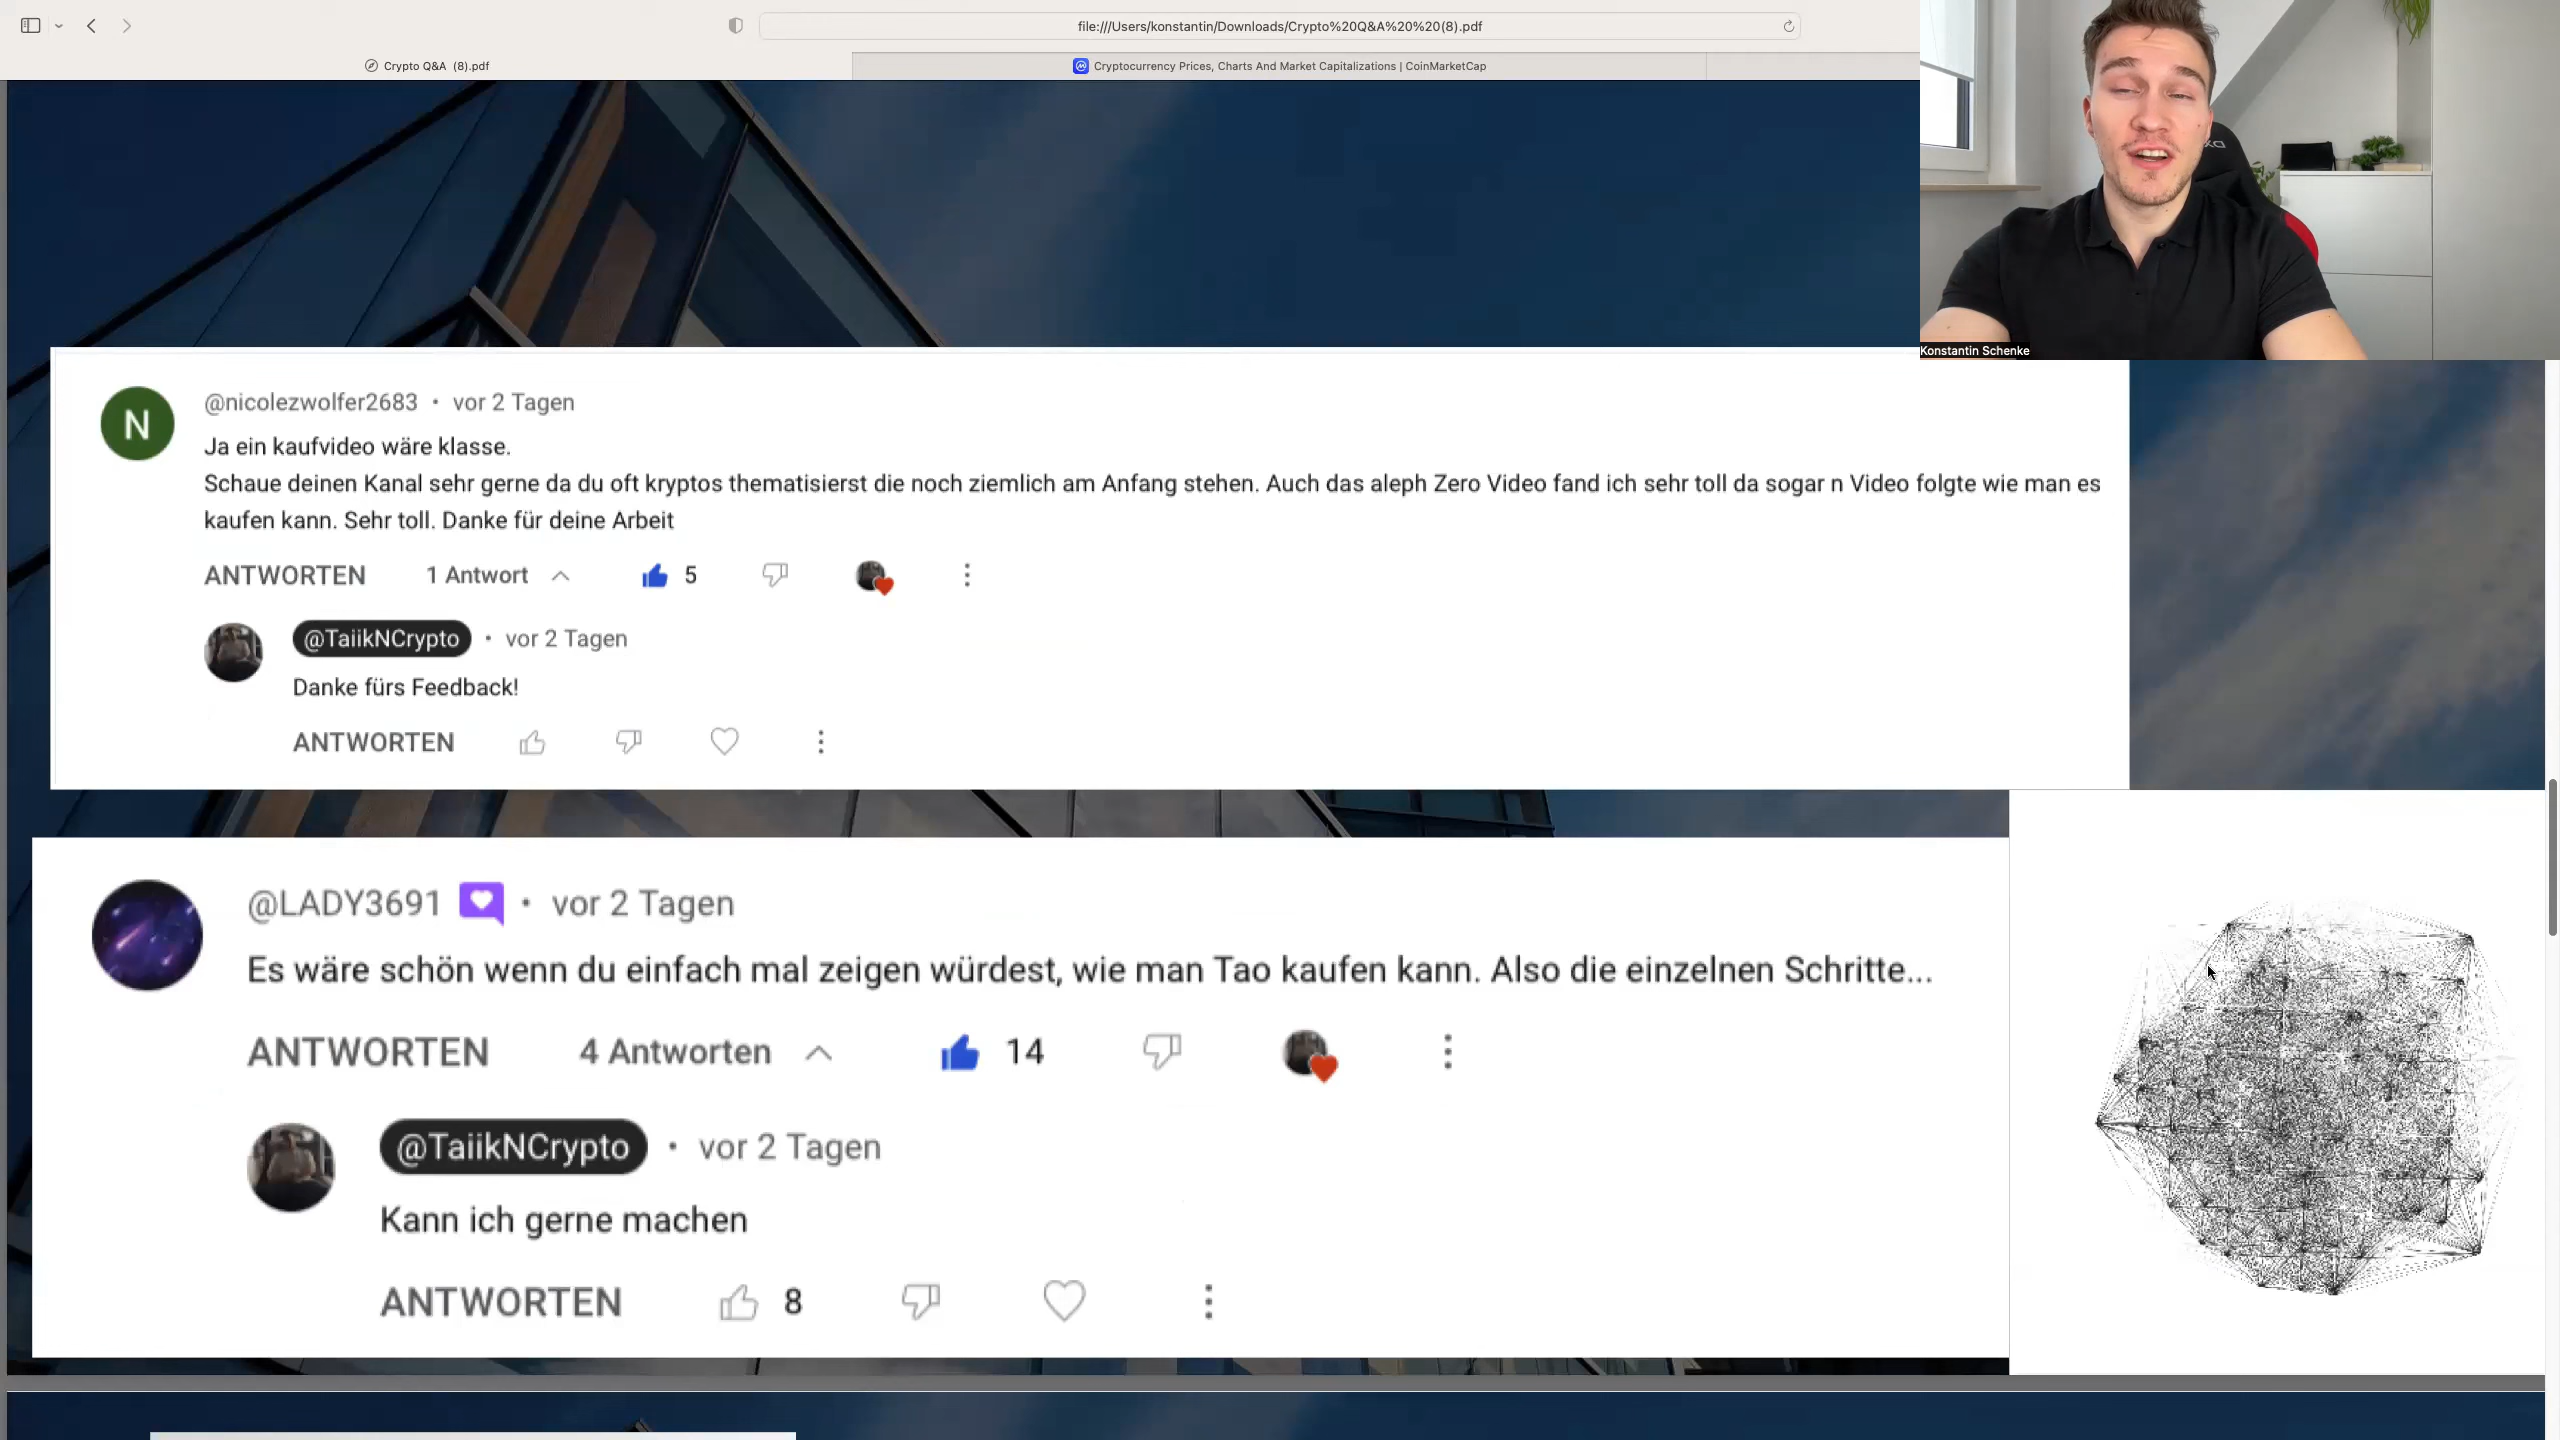 file:///Users/konstantin/Downloads/Crypto%20Q&A%20%20(8).pdf
Crypto Q&A (8).pdf
Cryptocurrency Prices, Charts And Market Capitalizations | CoinMarketCap
Konstantin Schenke
N
@nicolezwolfer2683 • vor 2 Tagen
Ja ein kaufvideo wäre klasse.
Schaue deinen Kanal sehr gerne da du oft kryptos thematisierst die noch ziemlich am Anfang stehen. Auch das aleph Zero Video fand ich sehr toll da sogar n Video folgte wie man es
kaufen kann. Sehr toll. Danke für deine Arbeit
ANTWORTEN 1 Antwort 5
@TaiikNCrypto • vor 2 Tagen
Danke fürs Feedback!
ANTWORTEN
@LADY3691 • vor 2 Tagen
Es wäre schön wenn du einfach mal zeigen würdest, wie man Tao kaufen kann. Also die einzelnen Schritte...
ANTWORTEN 4 Antworten 14
@TaiikNCrypto • vor 2 Tagen
Kann ich gerne machen
ANTWORTEN 8